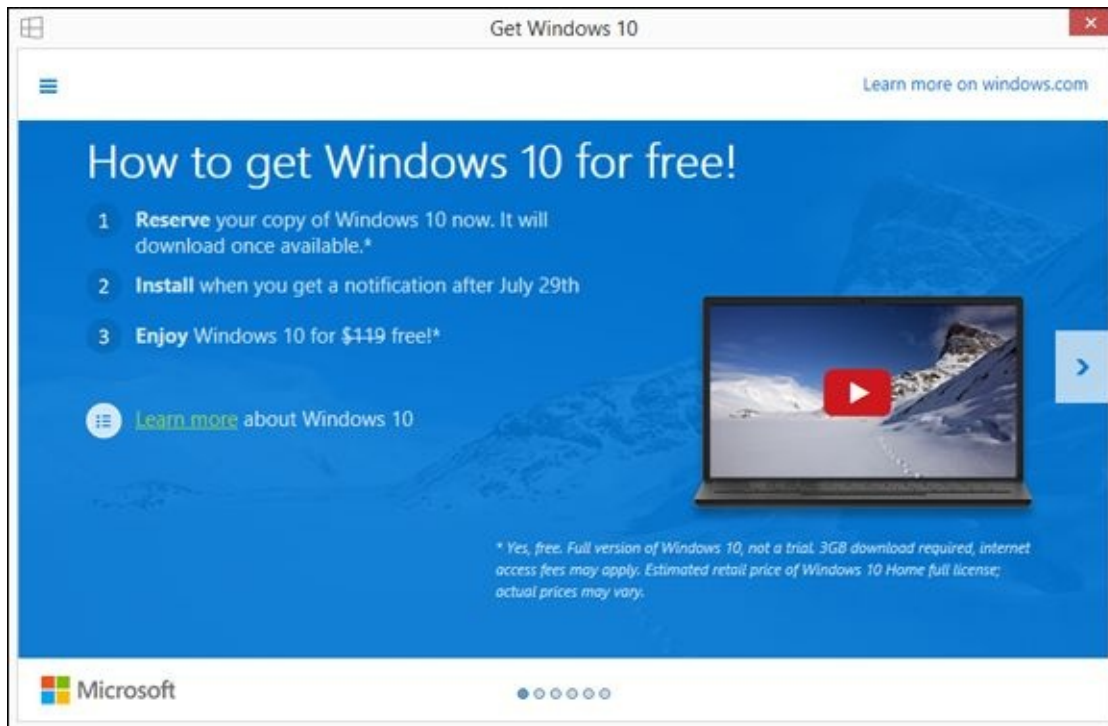 Get Windows 10
Learn more on windows.com
How to get Windows 10 for free!
1 Reserve your copy of Windows 10 now. It will
download once available.*
2 Install when you get a notification after July 29th
3 Enjoy Windows 10 for $119 free!*
Learn more about Windows 10
* Yes, free. Full version of Windows 10, not a trial. 3GB download required, internet
access fees may apply. Estimated retail price of Windows 10 Home full license;
actual prices may vary.
Microsoft